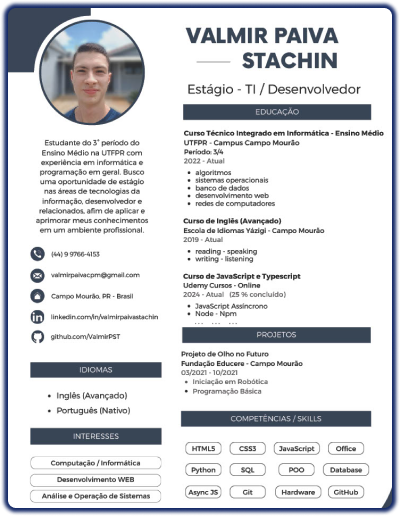 VALMIR PAIVA
STACHIN
Estágio - TI / Desenvolvedor
Estudante do 3° período do
Ensino Médio na UTFPR com
experiência em informática e
programação em geral. Busco
uma oportunidade de estágio
nas áreas de tecnologias da
informação, desenvolvedor e
relacionados, afim de aplicar e
aprimorar meus conhecimentos
em um ambiente profissional.
(44) 9 9766-4153
valmirpaivacpm@gmail.com
Campo Mourão, PR - Brasil
linkedin.com/in/valmirpaivastachin
github.com/ValmirPST
IDIOMAS
Inglês (Avançado)
Português (Nativo)
INTERESSES
Computação / Informática
Desenvolvimento WEB
Análise e Operação de Sistemas
EDUCAÇÃO
Curso Técnico Integrado em Informática - Ensino Médio
UTFPR - Campus Campo Mourão
Período: 3/4
2022 - Atual
algoritmos
sistemas operacionais
banco de dados
desenvolvimento web
redes de computadores
Curso de Inglês (Avançado)
Escola de Idiomas Yázigi - Campo Mourão
2019 - Atual
reading - speaking
writing - listening
Curso de JavaScript e Typescript
Udemy Cursos - Online
2024 - Atual (25 % concluído)
JavaScript Assíncrono
Node - Npm
PROJETOS
Projeto de Olho no Futuro
Fundação Educere - Campo Mourão
03/2021 - 10/2021
Iniciação em Robótica
Programação Básica
COMPETÊNCIAS / SKILLS
HTML5 CSS3 JavaScript Office
Python SQL POO Database
Async JS Git Hardware GitHub